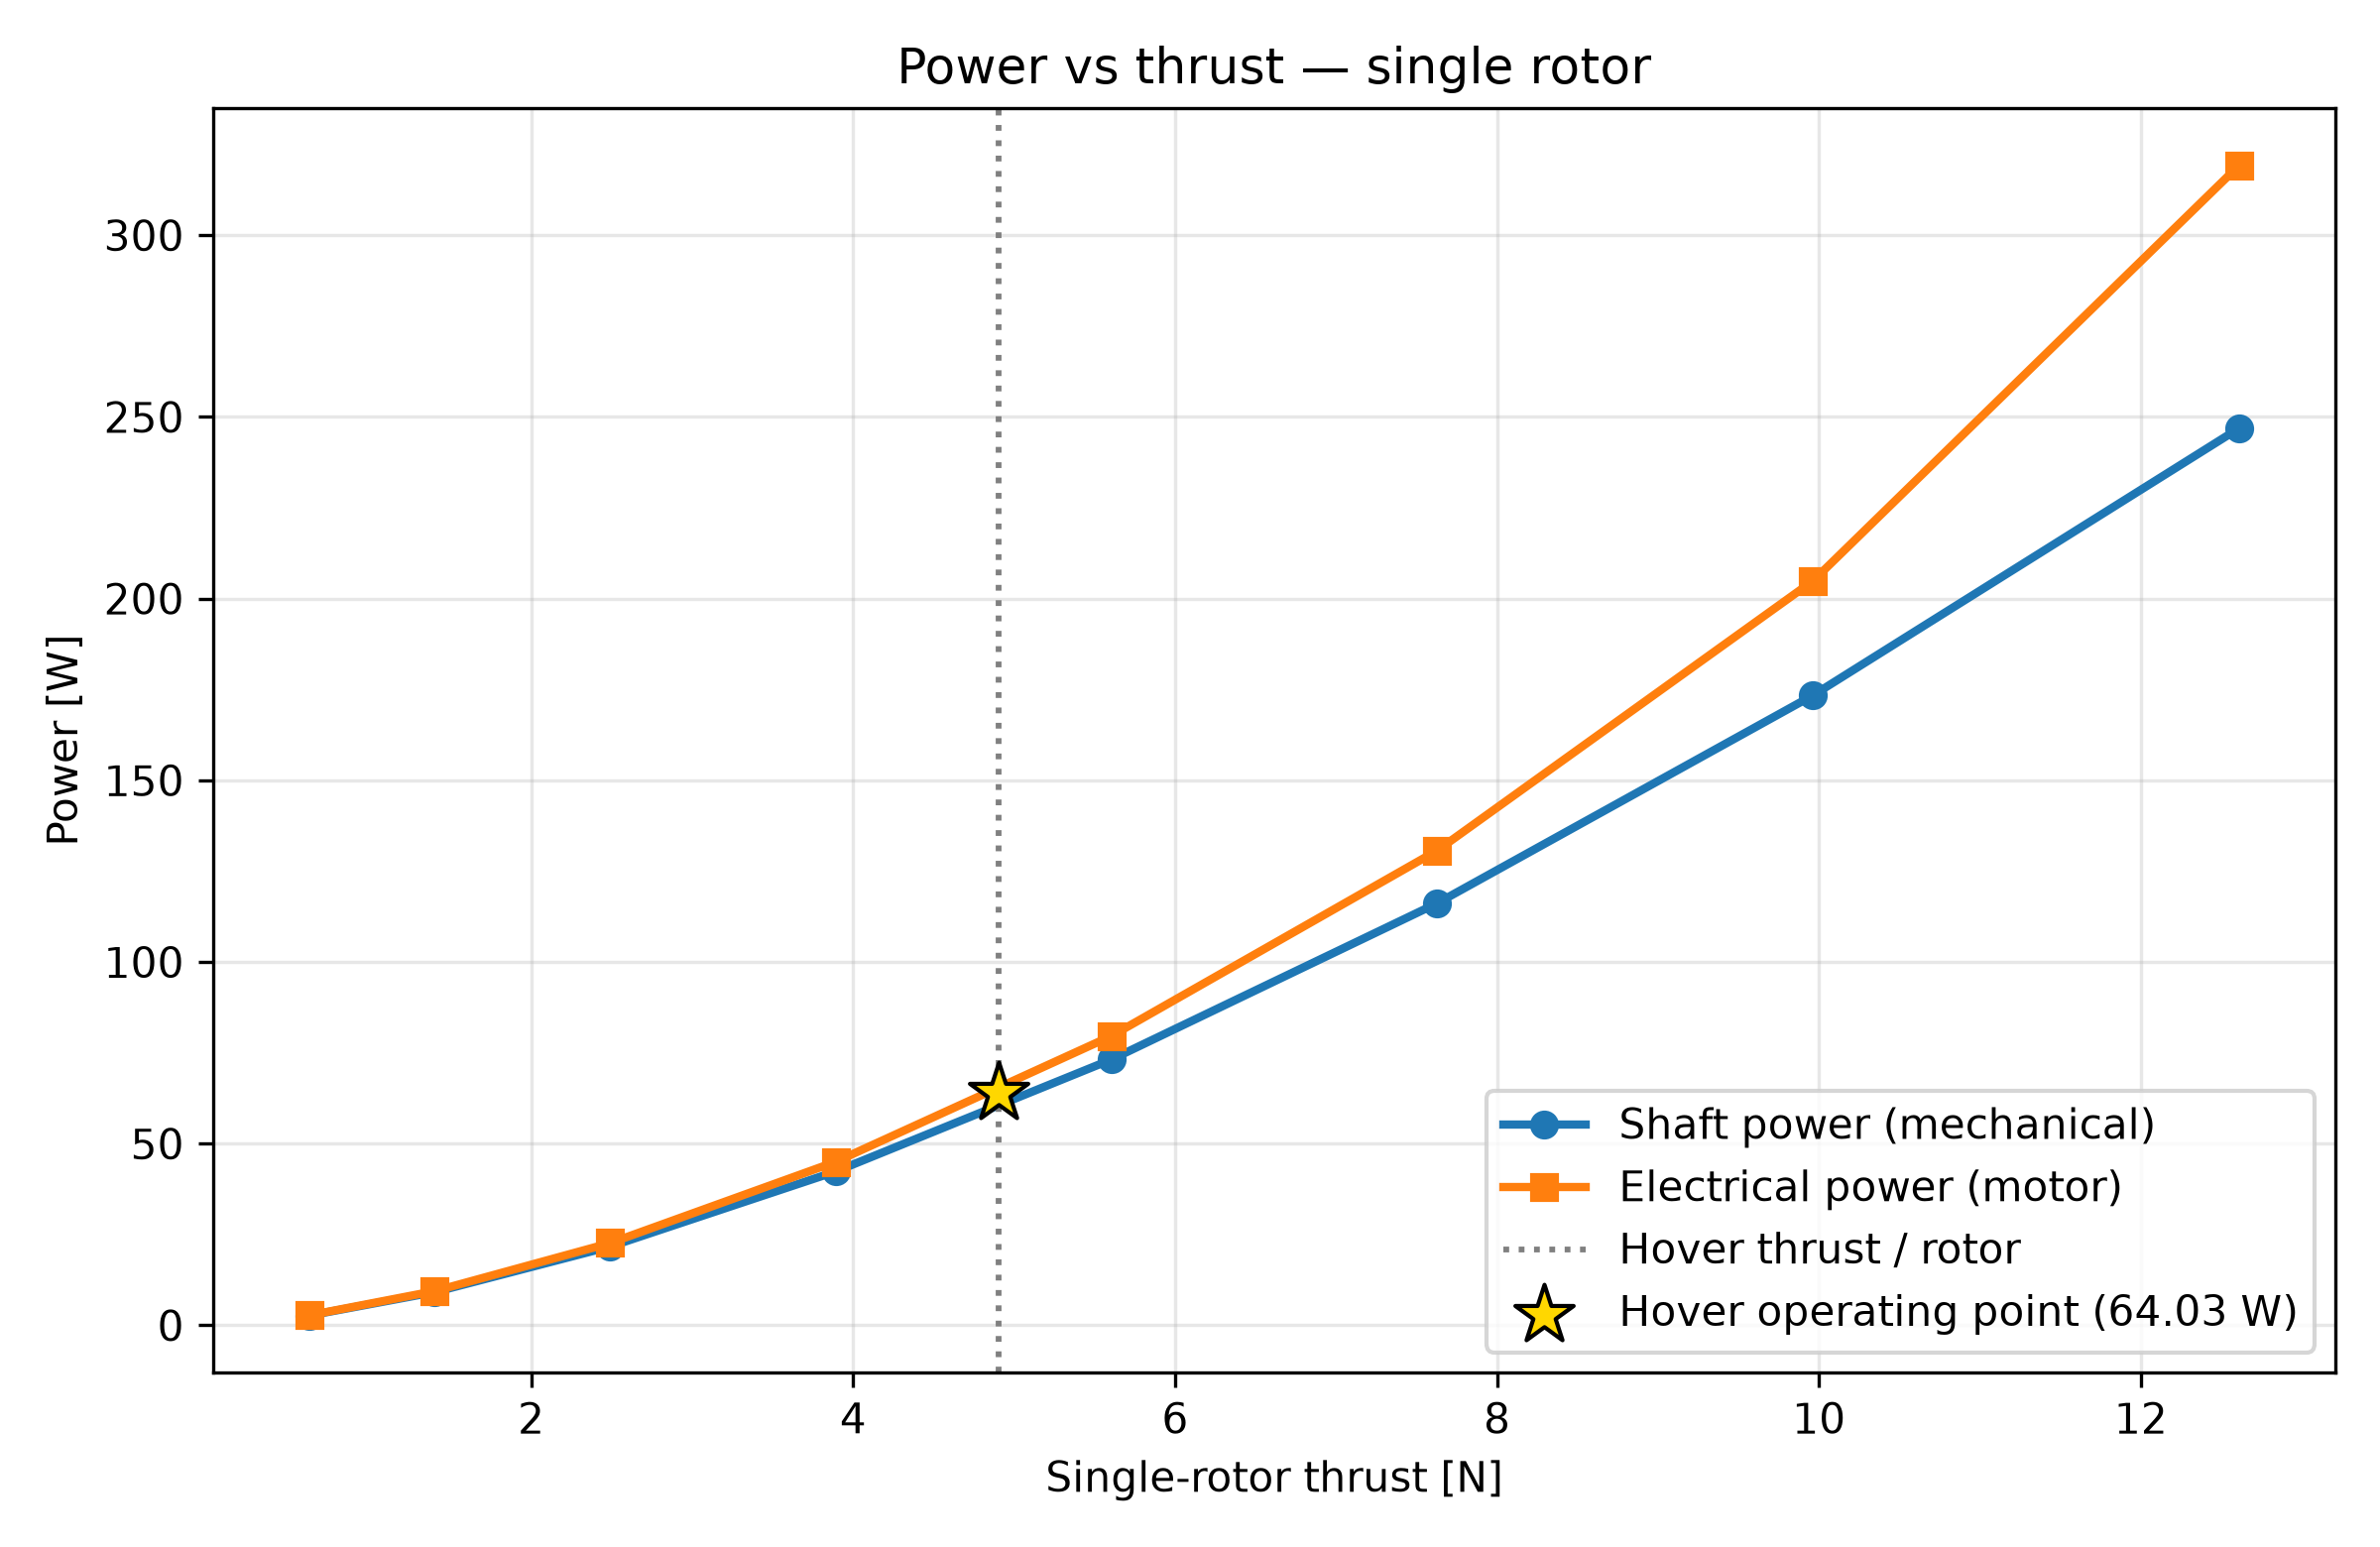 Power vs thrust — single rotor
300
250
200
150
100
50
0
Power [W]
2
4
6
8
10
12
Single-rotor thrust [N]
Shaft power (mechanical)
Electrical power (motor)
Hover thrust / rotor
Hover operating point (64.03 W)